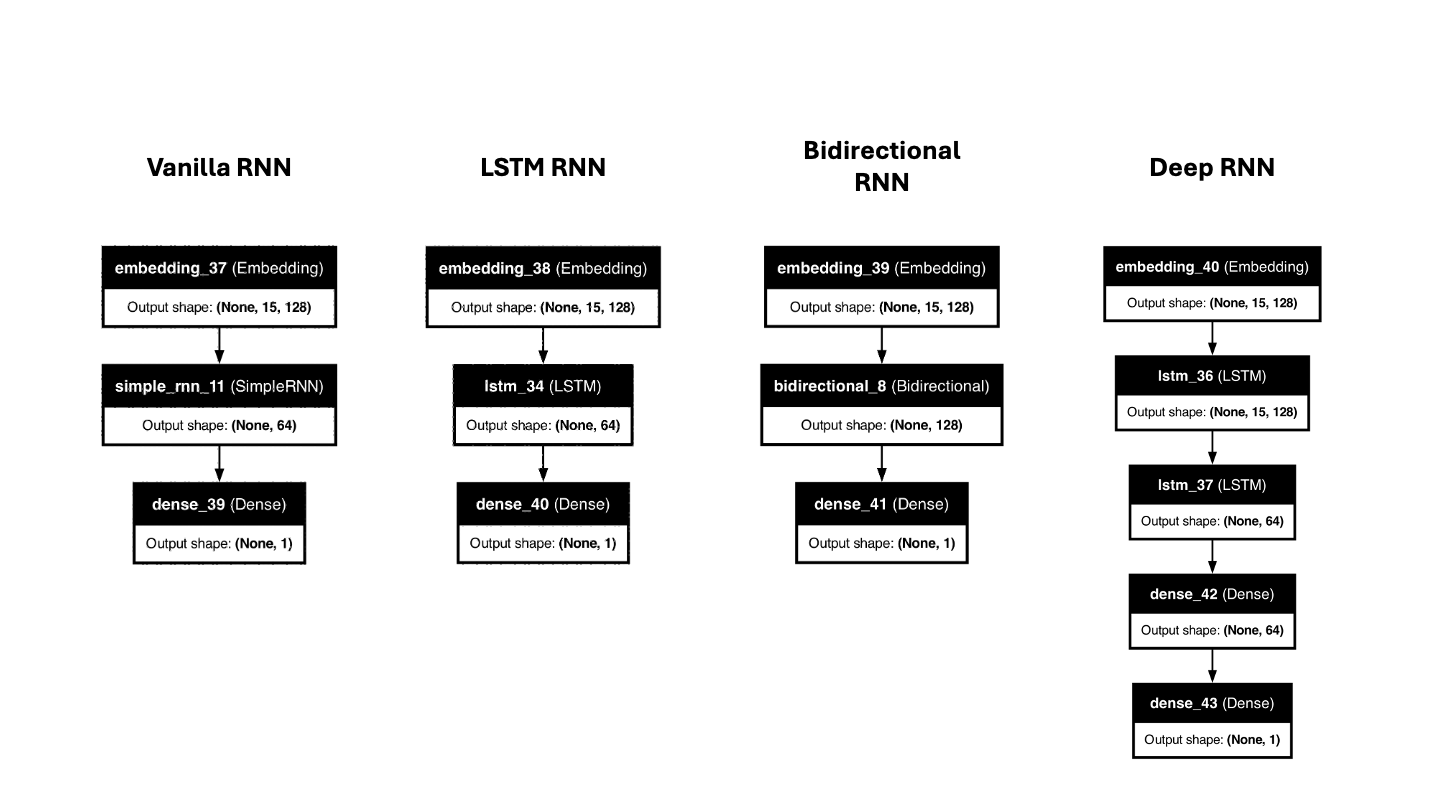 Vanilla RNN
embedding_37 (Embedding)
Output shape: (None, 15, 128)
simple_rnn_11 (SimpleRNN)
Output shape: (None, 64)
dense_39 (Dense)
Output shape: (None, 1)
LSTM RNN
embedding_38 (Embedding)
Output shape: (None, 15, 128)
lstm_34 (LSTM)
Output shape: (None, 64)
dense_40 (Dense)
Output shape: (None, 1)
Bidirectional
RNN
embedding_39 (Embedding)
Output shape: (None, 15, 128)
bidirectional_8 (Bidirectional)
Output shape: (None, 128)
dense_41 (Dense)
Output shape: (None, 1)
Deep RNN
embedding_40 (Embedding)
Output shape: (None, 15, 128)
lstm_36 (LSTM)
Output shape: (None, 15, 128)
lstm_37 (LSTM)
Output shape: (None, 64)
dense_42 (Dense)
Output shape: (None, 64)
dense_43 (Dense)
Output shape: (None, 1)